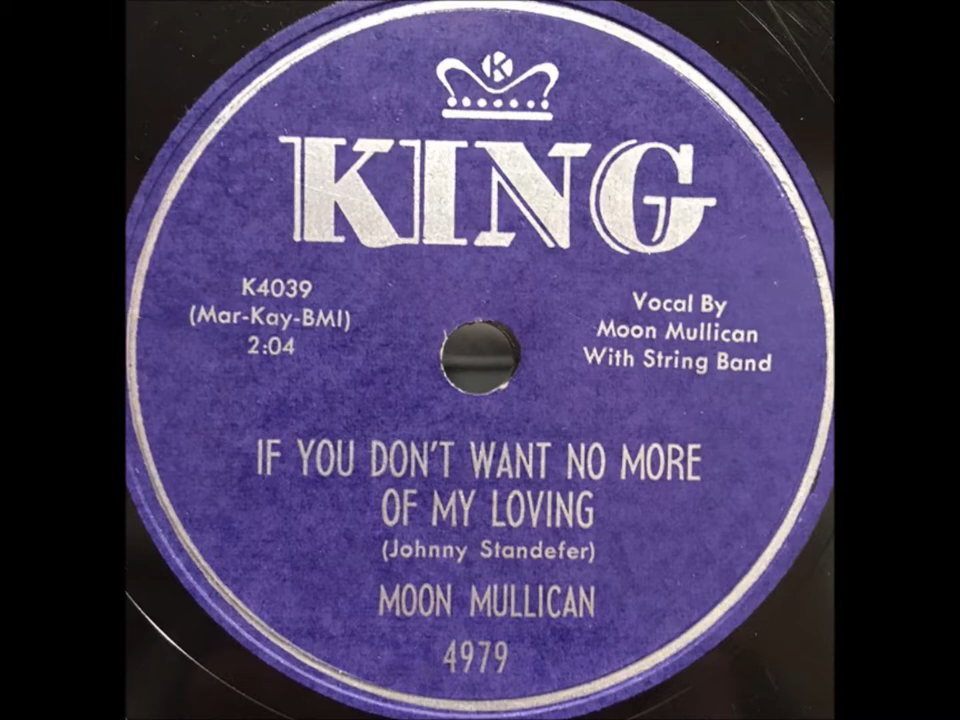 K
KING
K4039
(Mar-Kay-BMI)
2:04
Vocal By
Moon Mullican
With String Band
IF YOU DON'T WANT NO MORE
OF MY LOVING
(Johnny Standefer)
MOON MULLICAN
4979